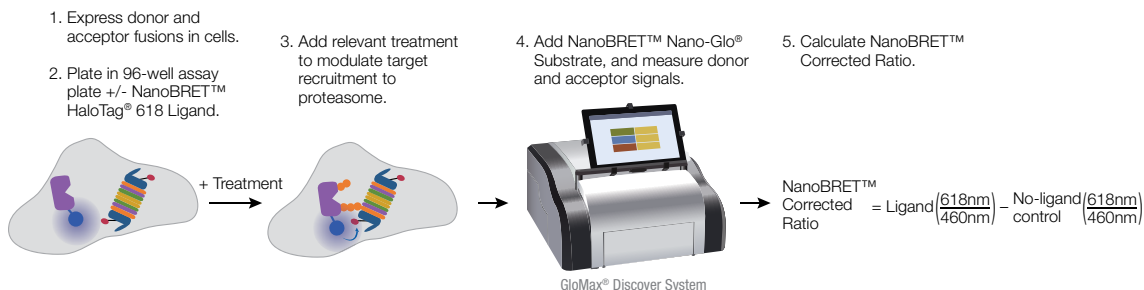 1. Express donor and
acceptor fusions in cells.
2. Plate in 96-well assay
plate +/- NanoBRET™
HaloTag® 618 Ligand.
3. Add relevant treatment
to modulate target
recruitment to
proteasome.
4. Add NanoBRET™ Nano-Glo®
Substrate, and measure donor
and acceptor signals.
5. Calculate NanoBRET™
Corrected Ratio.
+ Treatment
GloMax® Discover System
NanoBRET™
Corrected
Ratio
= Ligand(618nm/460nm) – No-ligand control (618nm/460nm)